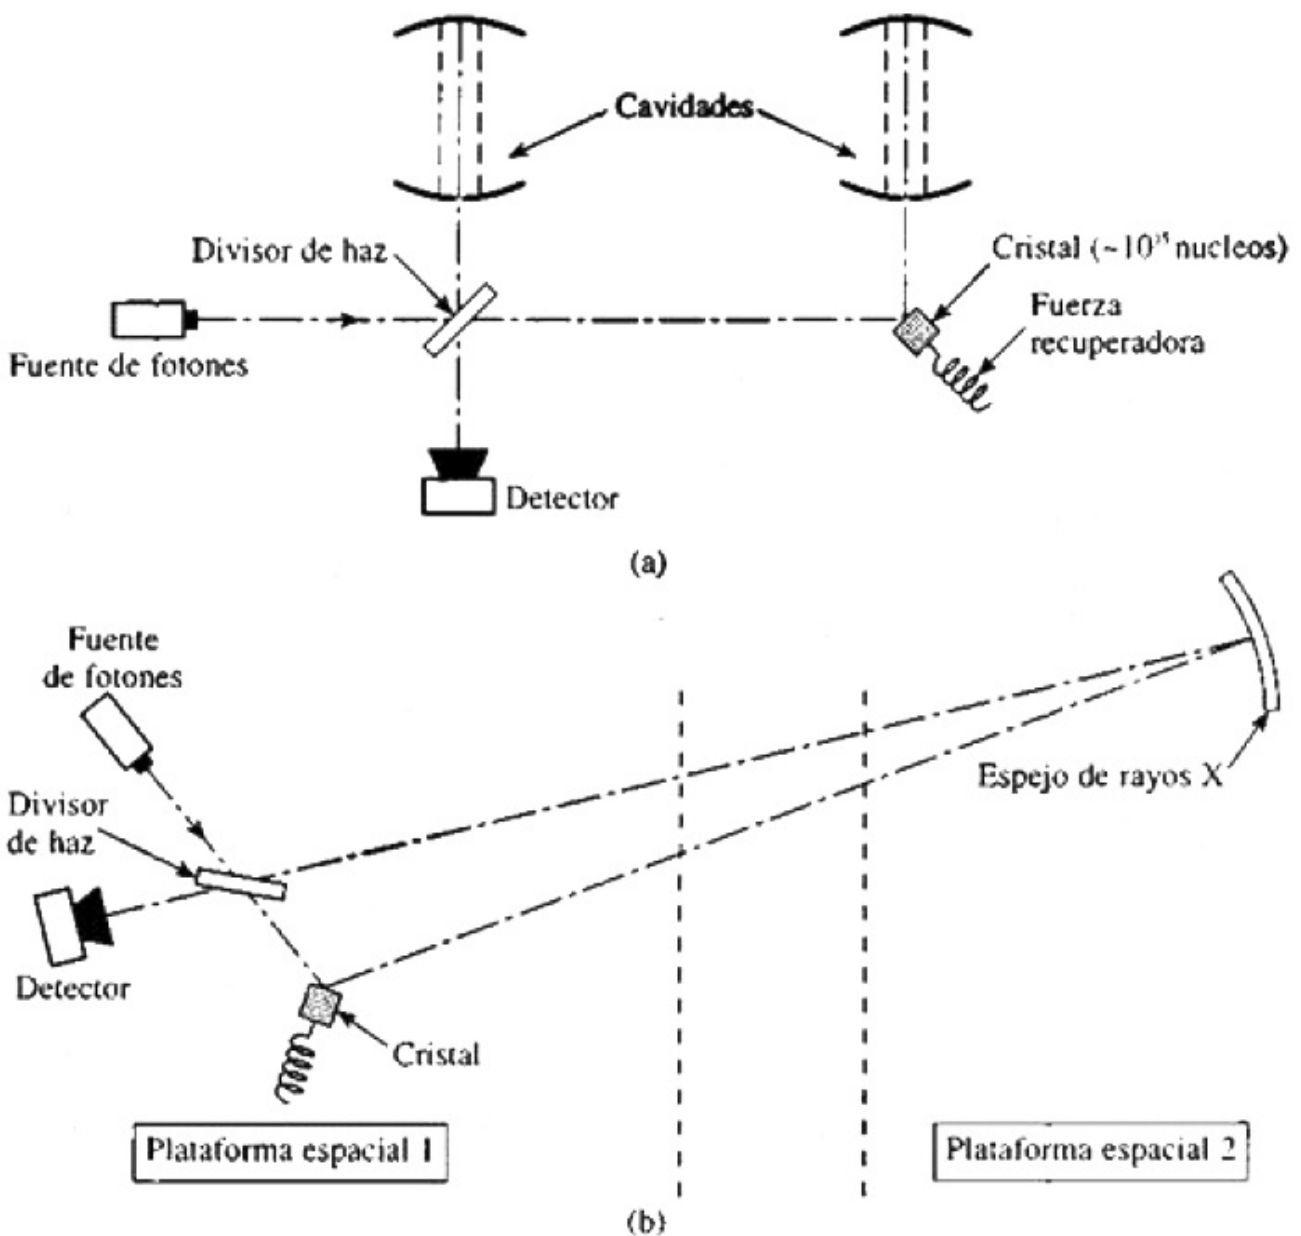 Cavidades
Divisor de haz
Cristal (~10¹⁵ nucleos)
Fuerza
recuperadora
Fuente de fotones
Detector
(a)
Fuente
de fotones
Divisor
de haz
Espejo de rayos X
Detector
Cristal
Plataforma espacial 1
Plataforma espacial 2
(b)